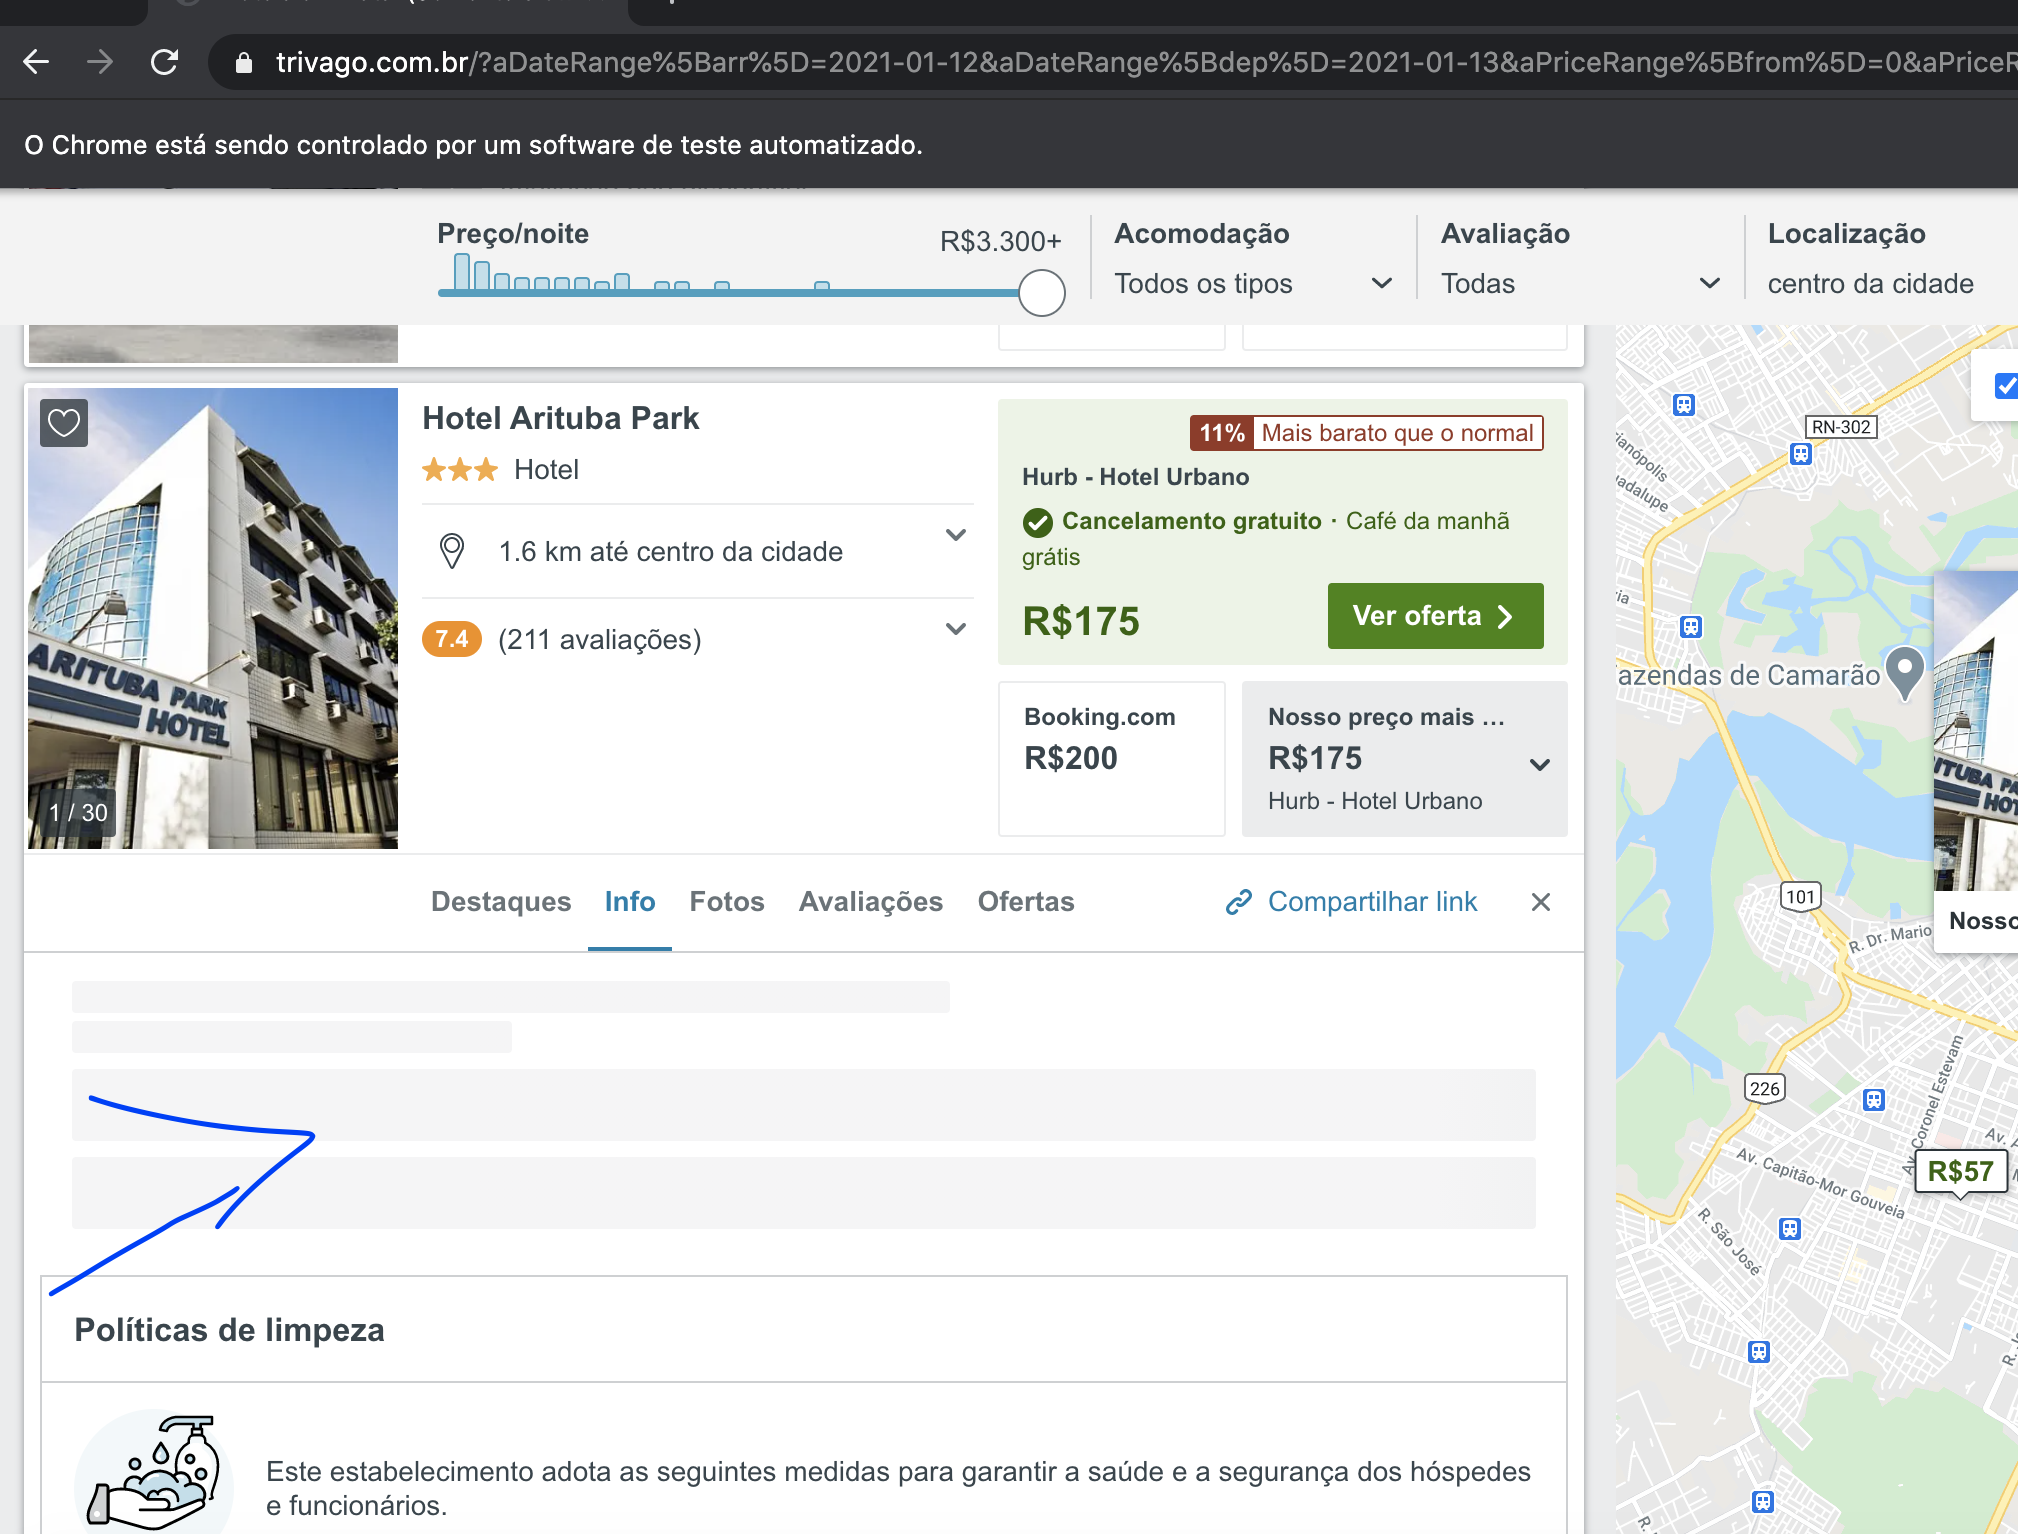 trivago.com.br/?aDateRange%5Barr%5D=2021-01-12&aDateRange%5Bdep%5D=2021-01-13&aPriceRange%5Bfrom%5D=0&aPriceR
O Chrome está sendo controlado por um software de teste automatizado.
Preço/noite
R$3.300+
Acomodação
Todos os tipos
Avaliação
Todas
Localização
centro da cidade
Hotel Arituba Park
Hotel
1.6 km até centro da cidade
7.4 (211 avaliações)
ARITUBA PARK
HOTEL
1 / 30
11% Mais barato que o normal
Hurb - Hotel Urbano
Cancelamento gratuito · Café da manhã
grátis
R$175
Ver oferta
Booking.com
R$200
Nosso preço mais ...
R$175
Hurb - Hotel Urbano
Destaques
Info
Fotos
Avaliações
Ofertas
Compartilhar link
Políticas de limpeza
Este estabelecimento adota as seguintes medidas para garantir a saúde e a segurança dos hóspedes
e funcionários.
RN-302
azendas de Camarão
101
R. Dr. Mario
Nosso
226
Av. Coronel Estevam
Av. Capitão-Mor Gouveia
R$57
R. São José